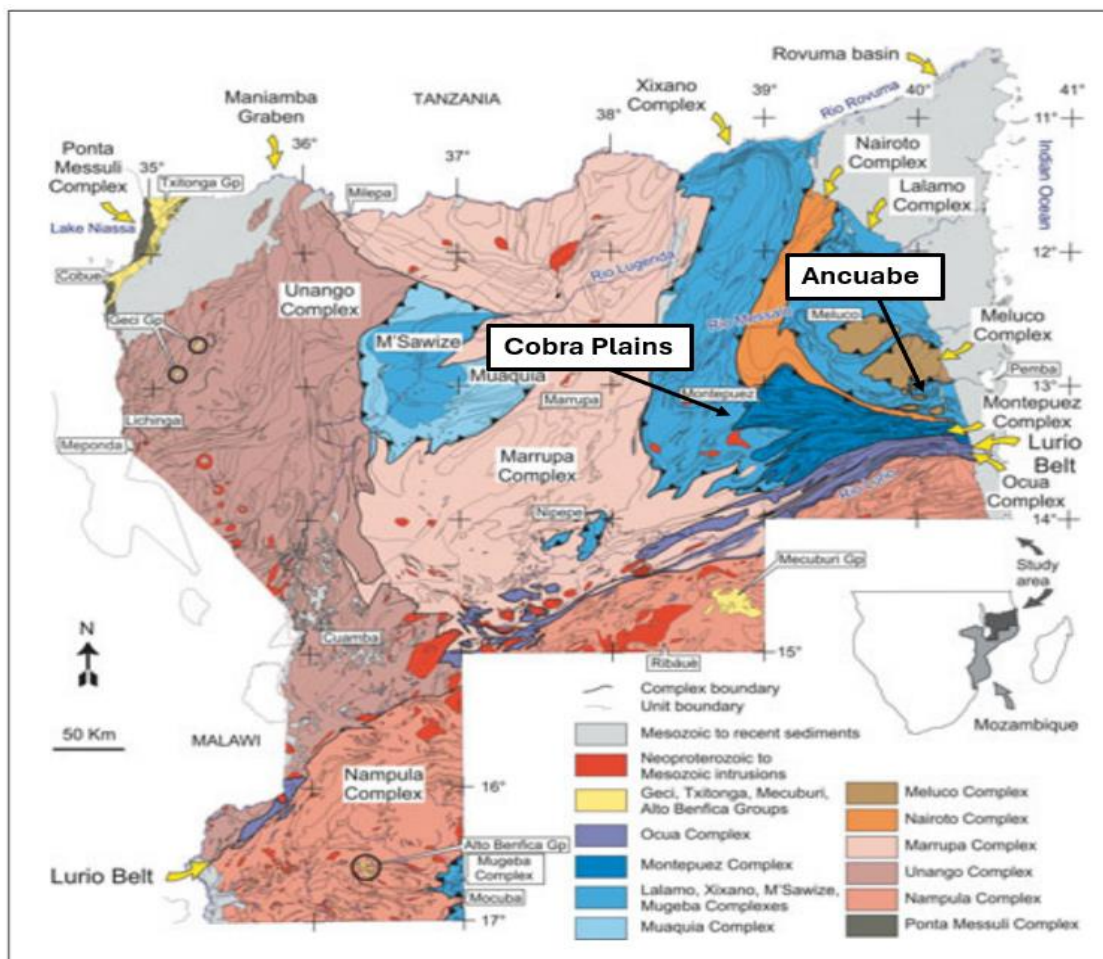 Rovuma basin
Maniamba
Graben
TANZANIA
Xixano
Complex
Rio Rovuma
40°
41°
11°
Ponta
Messuli
Complex
36°
38°
39°
Nairoto
Complex
35°
Txitonga Gp
37°
Milepa
Lalamo
Complex
Indian Ocean
Lake Niassa
12°
Cobue
Rio Lugenda
Unango
Complex
Ancuabe
Geci Gp
Rio Messalo
Meluco
Meluco
Complex
M'Sawize
Cobra Plains
Muaquia
Pemba
13°
Montepuez
Marrupa
Montepuez
Complex
Lichinga
Meponda
Lurio
Belt
Marrupa
Complex
Rio Lurio
Ocua
Complex
Nipepe
14°
Mecuburi Gp
Study
area
N
Cuamba
15°
Ribáuè
50 Km
MALAWI
Complex boundary
Unit boundary
Mozambique
Mesozoic to recent sediments
Nampula
Complex
16°
Neoproterozoic to
Mesozoic intrusions
Geci, Txitonga, Mecuburi,
Alto Benfica Groups
Ocua Complex
Montepuez Complex
Lalamo, Xixano, M'Sawize,
Mugeba Complexes
Muaquia Complex
Meluco Complex
Nairoto Complex
Marrupa Complex
Unango Complex
Nampula Complex
Ponta Messuli Complex
Alto Benfica Gp
Mugeba
Complex
Lurio Belt
Mocuba
17°